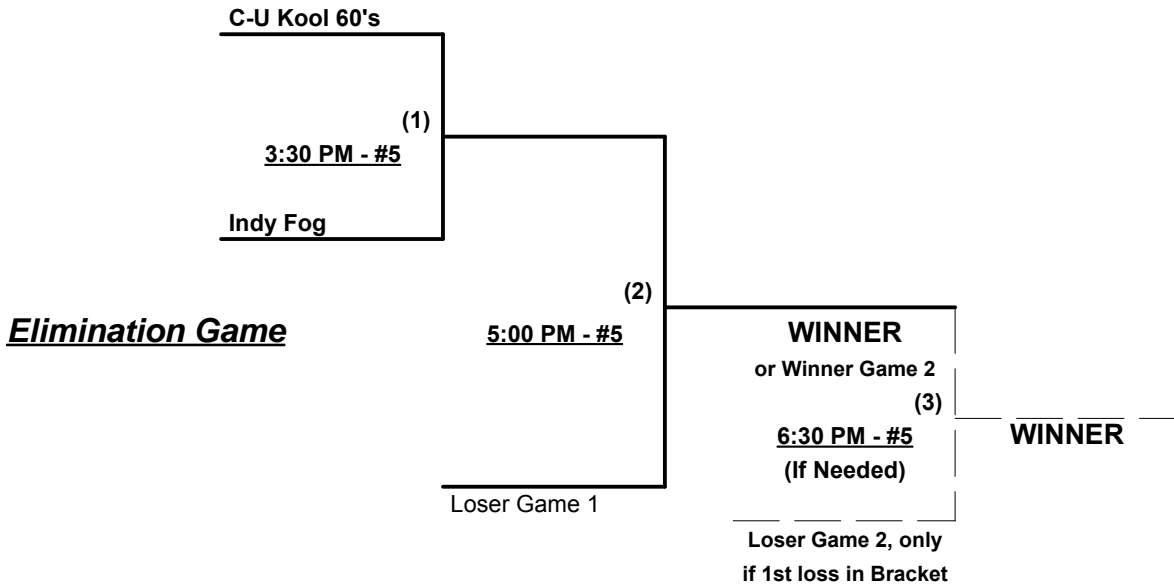 C-U Kool 60's
(1)
3:30 PM - #5
Indy Fog
(2)
Elimination Game
5:00 PM - #5
WINNER
or Winner Game 2
(3)
6:30 PM - #5
WINNER
(If Needed)
Loser Game 1
Loser Game 2, only
if 1st loss in Bracket